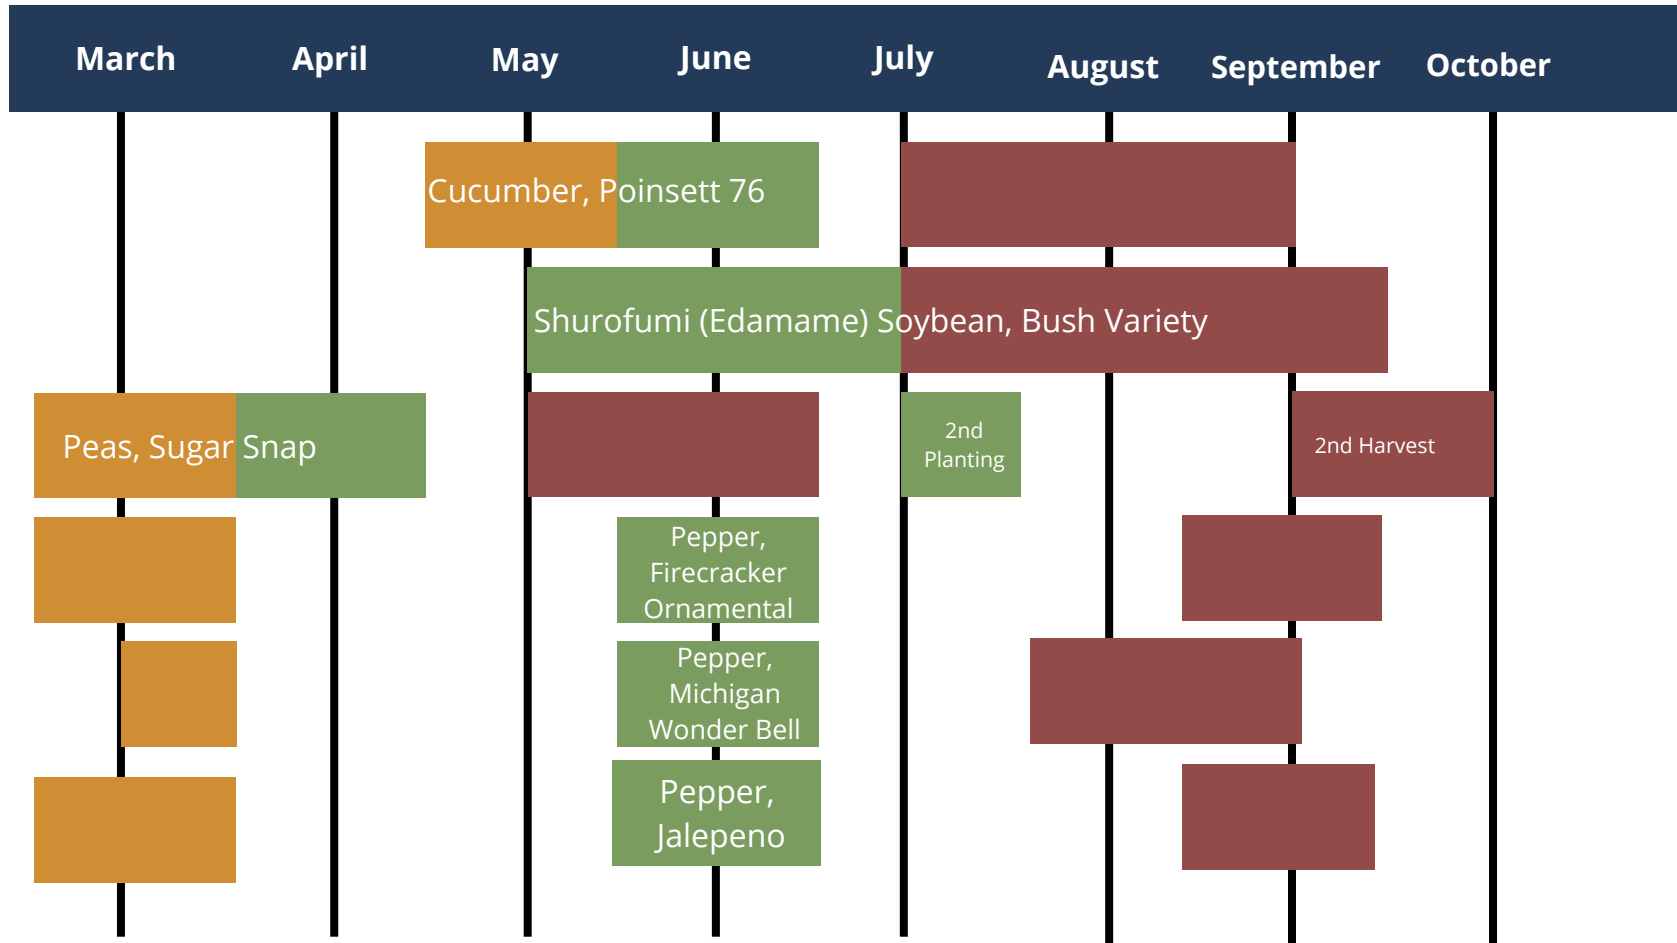 March April May June July August September October
Cucumber, Poinsett 76
Shurofumi (Edamame) Soybean, Bush Variety
Peas, Sugar Snap
2nd
Planting
2nd Harvest
Pepper,
Firecracker
Ornamental
Pepper,
Michigan
Wonder Bell
Pepper,
Jalepeno